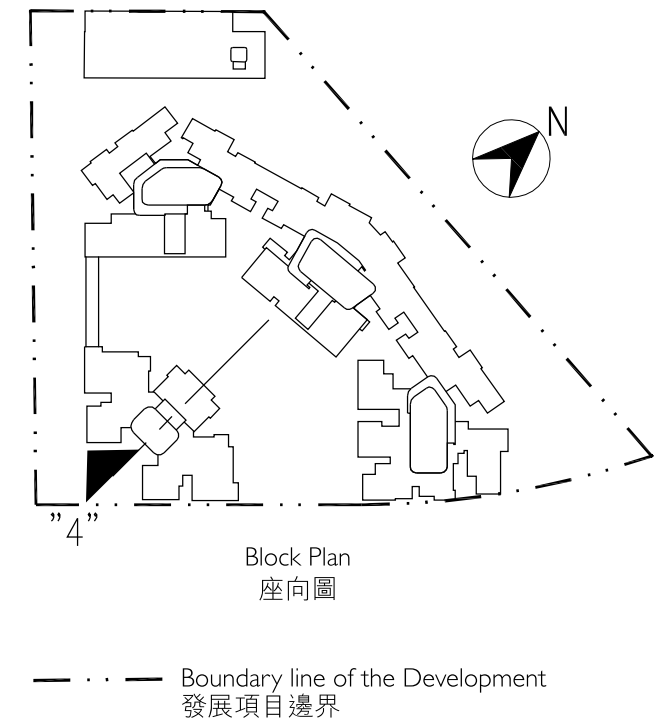 N
"4"
Block Plan
座向圖
Boundary line of the Development
發展項目邊界